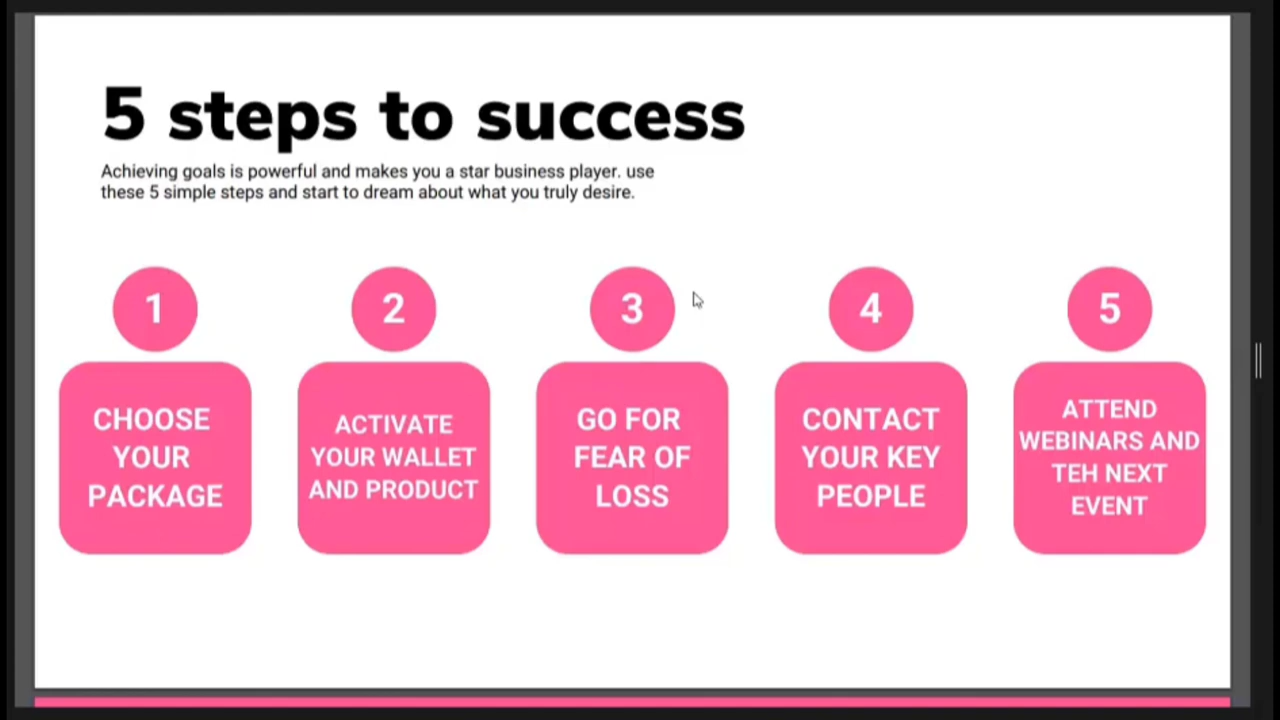 5 steps to success
Achieving goals is powerful and makes you a star business player. use
these 5 simple steps and start to dream about what you truly desire.
1
CHOOSE
YOUR
PACKAGE
2
ACTIVATE
YOUR WALLET
AND PRODUCT
3
GO FOR
FEAR OF
LOSS
4
CONTACT
YOUR KEY
PEOPLE
5
ATTEND
WEBINARS AND
TEH NEXT
EVENT